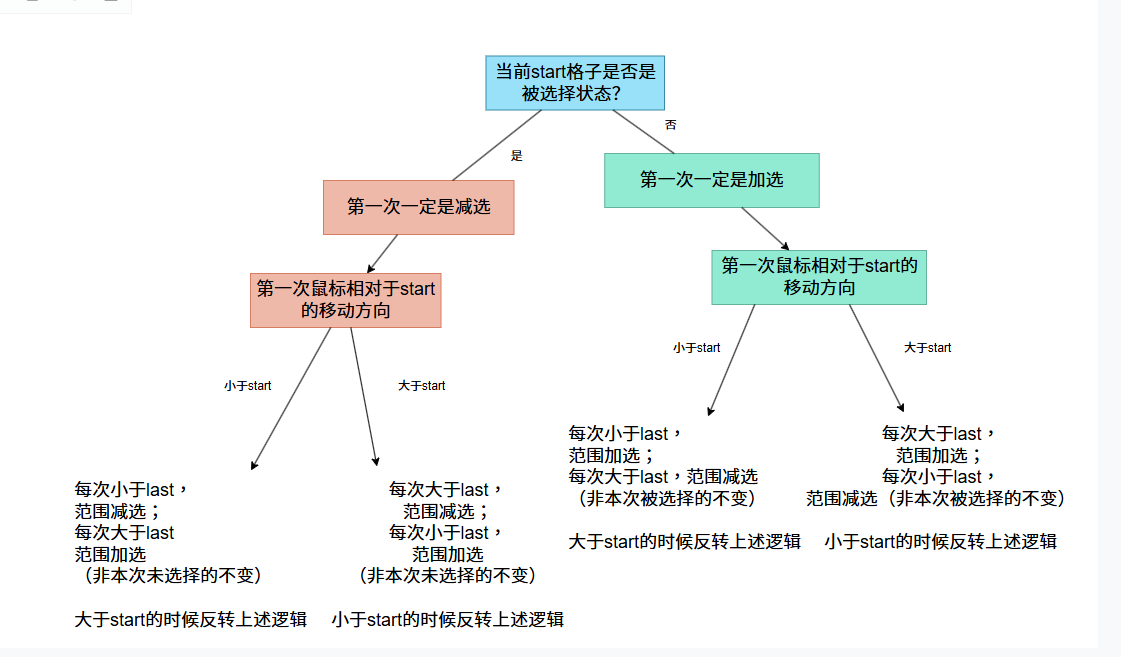 当前start格子是否是
被选择状态?
否
是
第一次一定是加选
第一次一定是减选
第一次鼠标相对于start的
移动方向
第一次鼠标相对于start
的移动方向
小于start
大于start
小于start
大于start
每次小于last，
范围加选；
每次大于last，范围减选
（非本次被选择的不变）
大于start的时候反转上述逻辑
每次大于last，
范围加选；
每次小于last，
范围减选（非本次被选择的不变）
小于start的时候反转上述逻辑
每次小于last，
范围减选；
每次大于last
范围加选
（非本次未选择的不变）
大于start的时候反转上述逻辑
每次大于last，
范围减选；
每次小于last，
范围加选
（非本次未选择的不变）
小于start的时候反转上述逻辑